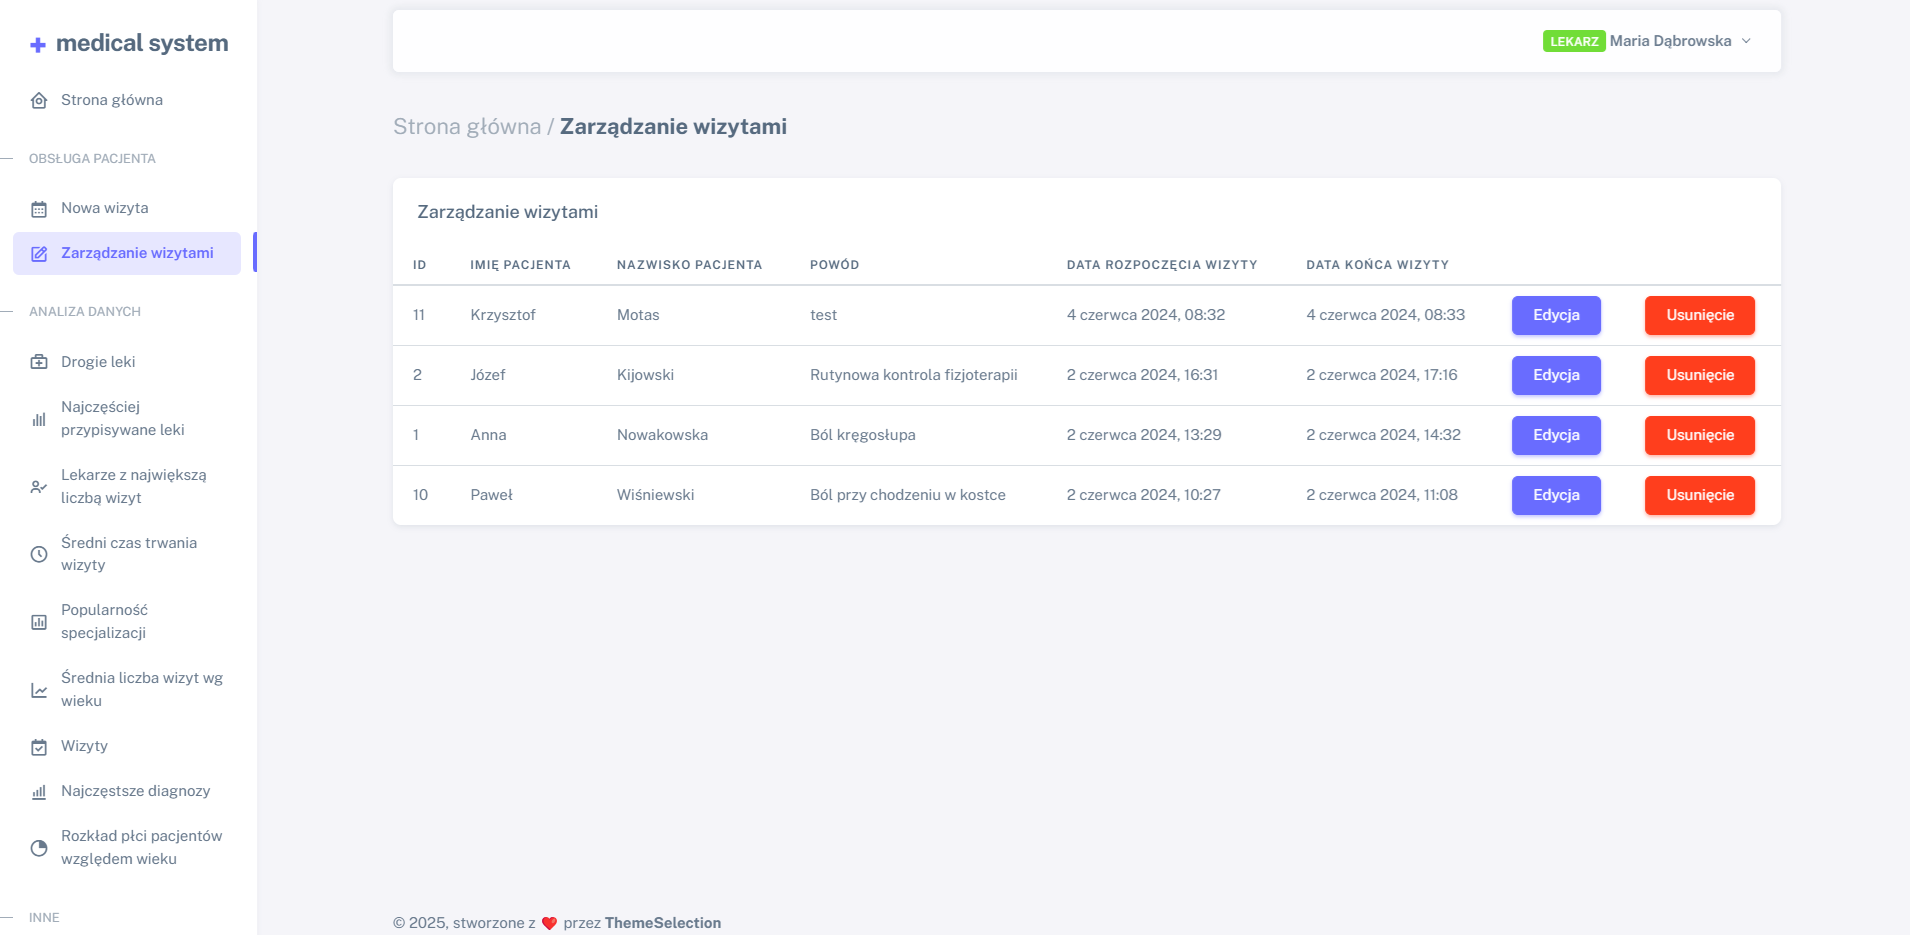 medical system
Strona główna
OBSŁUGA PACJENTA
Nowa wizyta
Zarządzanie wizytami
ANALIZA DANYCH
Drogie leki
Najczęściej
przypisywane leki
Lekarze z największą
liczbą wizyt
Średni czas trwania
wizyty
Popularność
specjalizacji
Średnia liczba wizyt wg
wieku
Wizyty
Najczęstsze diagnozy
Rozkład płci pacjentów
względem wieku
INNE
LEKARZ Maria Dąbrowska
Strona główna / Zarządzanie wizytami
Zarządzanie wizytami
ID IMIĘ PACJENTA NAZWISKO PACJENTA POWÓD DATA ROZPOCZĘCIA WIZYTY DATA KOŃCA WIZYTY
11 Krzysztof Motas test 4 czerwca 2024, 08:32 4 czerwca 2024, 08:33 Edycja Usunięcie
2 Józef Kijowski Rutynowa kontrola fizjoterapii 2 czerwca 2024, 16:31 2 czerwca 2024, 17:16 Edycja Usunięcie
1 Anna Nowakowska Ból kręgosłupa 2 czerwca 2024, 13:29 2 czerwca 2024, 14:32 Edycja Usunięcie
10 Paweł Wiśniewski Ból przy chodzeniu w kostce 2 czerwca 2024, 10:27 2 czerwca 2024, 11:08 Edycja Usunięcie
© 2025, stworzone z ❤️ przez ThemeSelection